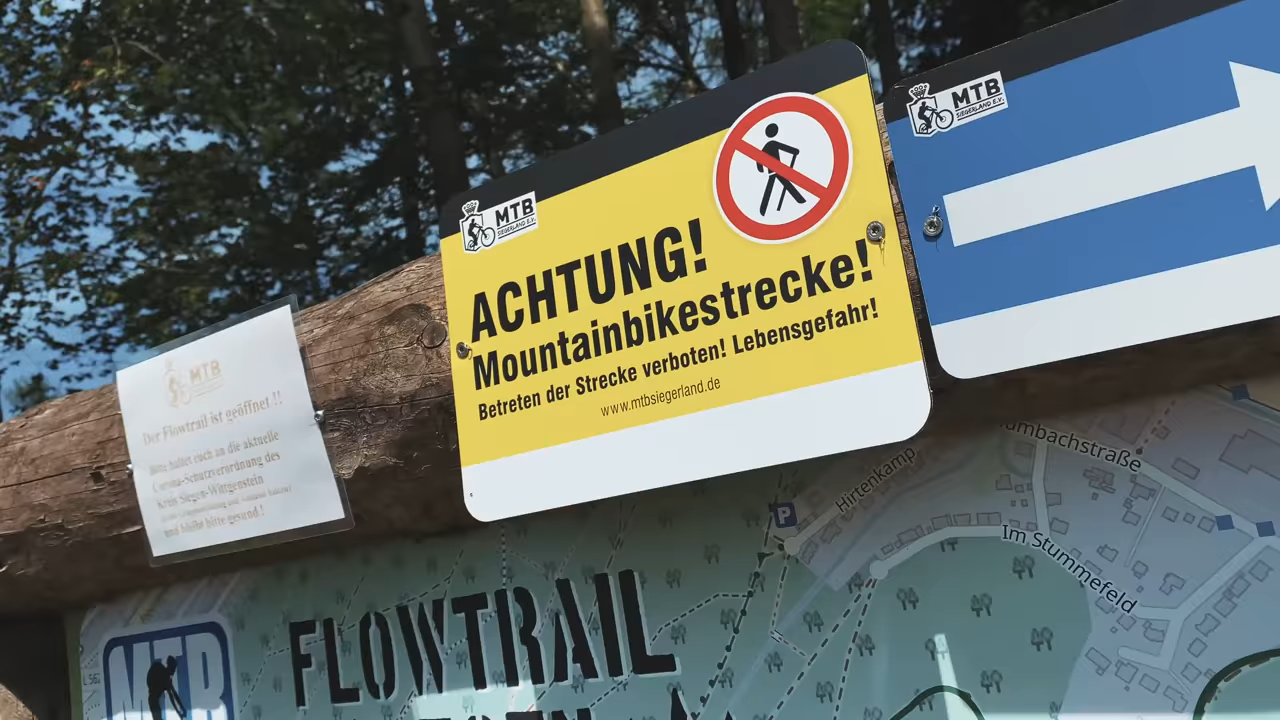 MTB
SIEGERLAND E.V.
ACHTUNG!
Mountainbikestrecke!
Betreten der Strecke verboten! Lebensgefahr!
www.mtbsiegerland.de
MTB
SIEGERLAND E.V.
MTB
Der Flowtrail ist geöffnet !!
Bitte haltet euch an die aktuelle
Corona-Schutzverordnung des
Kreis Siegen-Wittgenstein
und bleibt bitte gesund!
umbachstraße
Hirtenkamp
P
Im Stummefeld
FLOWTRAIL
MTB